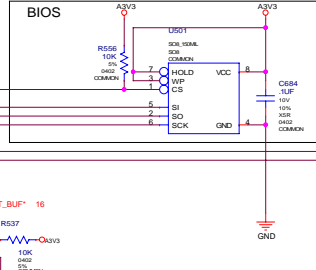 BIOS
A3V3
A3V3
U501
SO8_150MIL
SO8
COMMON
R556
10K
5%
0402
COMMON
7 HOLD VCC 8
3 WP
1 CS
5 SI
2 SO
6 SCK GND 4
C684
.1UF
10V
10%
X5R
0402
COMMON
GND
T_BUF* 16
R537
A3V3
10K
0402
5%